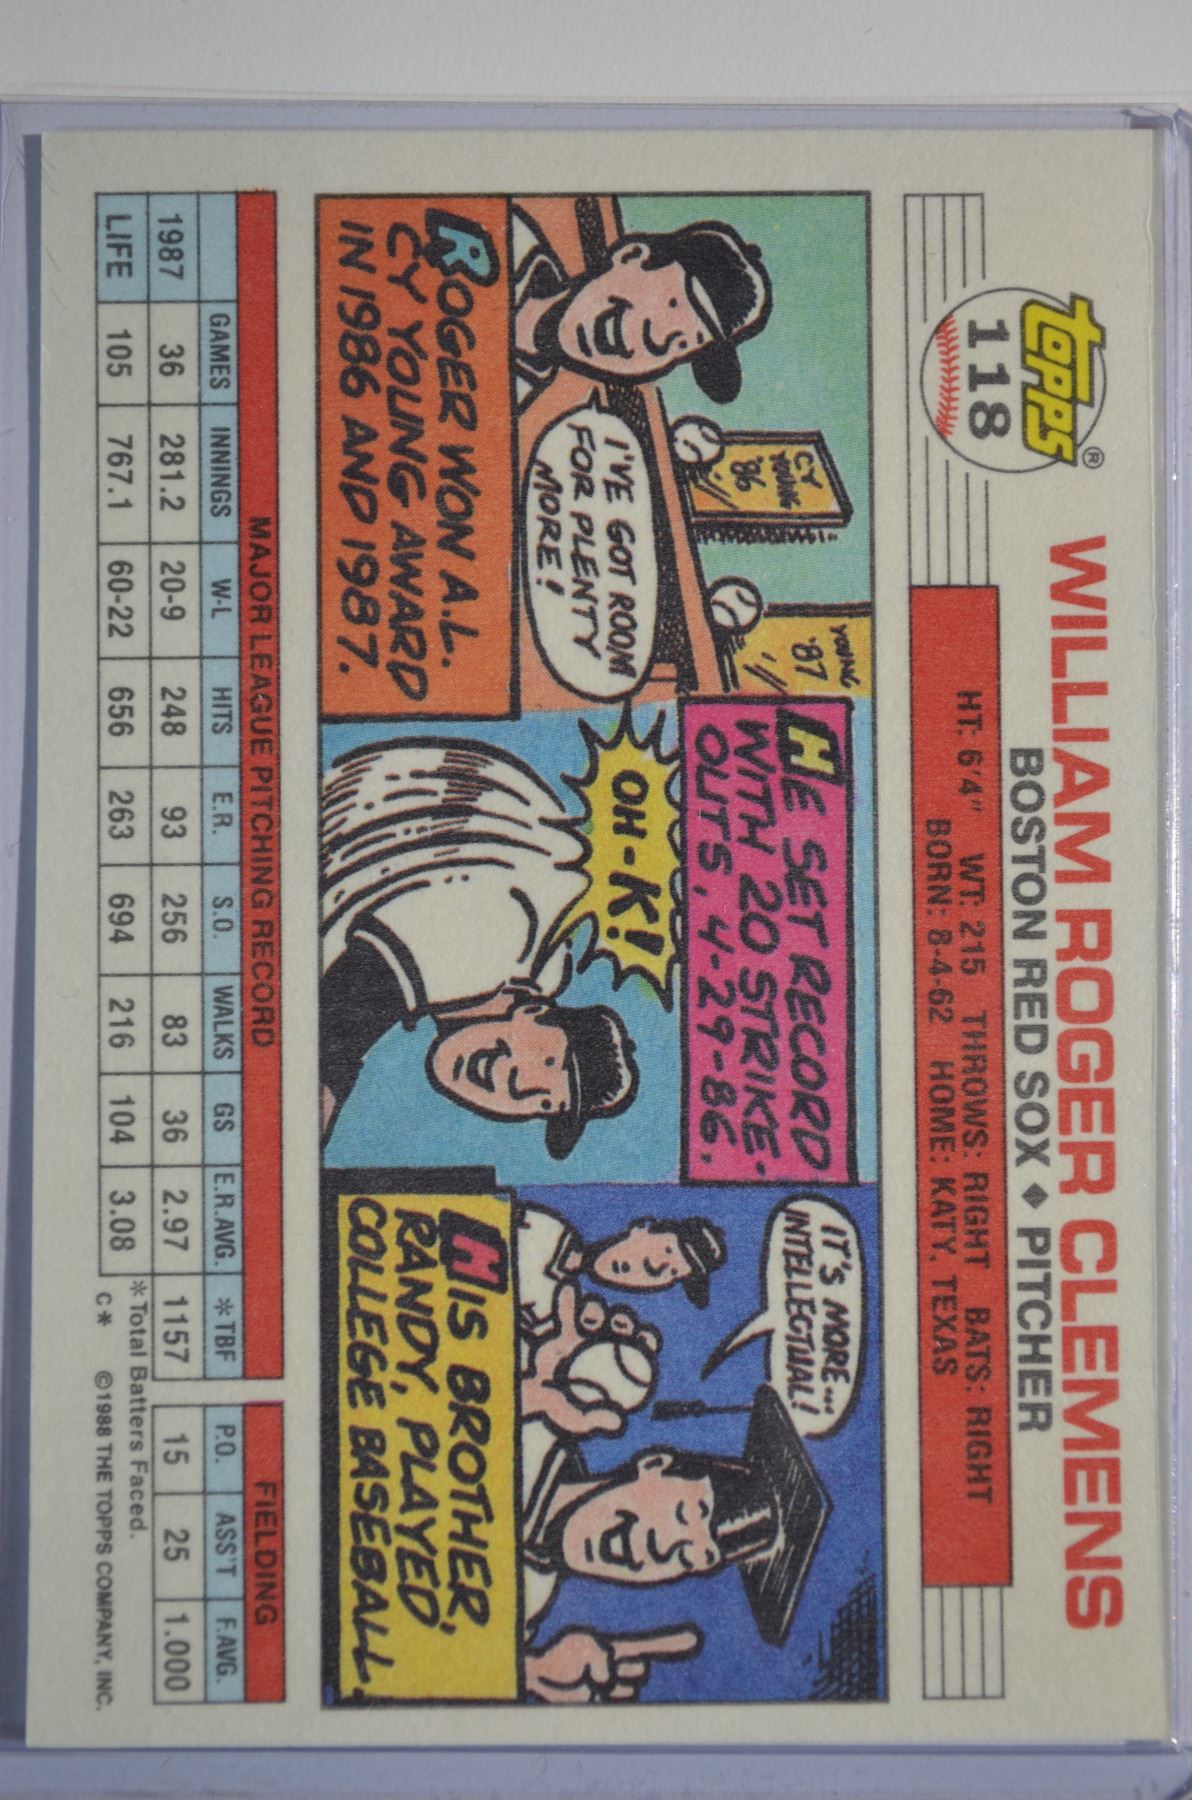 topps®
118
WILLIAM ROGER CLEMENS
BOSTON RED SOX ♦ PITCHER
HT: 6'4" WT: 215 THROWS: RIGHT BATS: RIGHT
BORN: 8-4-62 HOME: KATY, TEXAS
CY
YOUNG
'86
YOUNG
'87
I'VE GOT ROOM
FOR PLENTY
MORE!
ROGER WON A.L.
CY YOUNG AWARD
IN 1986 AND 1987.
HE SET RECORD
WITH 20 STRIKE-
OUTS, 4-29-86.
OH-K!
IT'S MORE...
INTELLECTUAL!
HIS BROTHER,
RANDY, PLAYED
COLLEGE BASEBALL.
MAJOR LEAGUE PITCHING RECORD FIELDING
GAMES INNINGS W-L HITS E.R. S.O. WALKS GS E.R.AVG. *TBF P.O. ASS'T F.AVG.
1987 36 281.2 20-9 248 93 256 83 36 2.97 1157 15 25 1.000
LIFE 105 767.1 60-22 656 263 694 216 104 3.08
*Total Batters Faced.
C* ©1988 THE TOPPS COMPANY, INC.